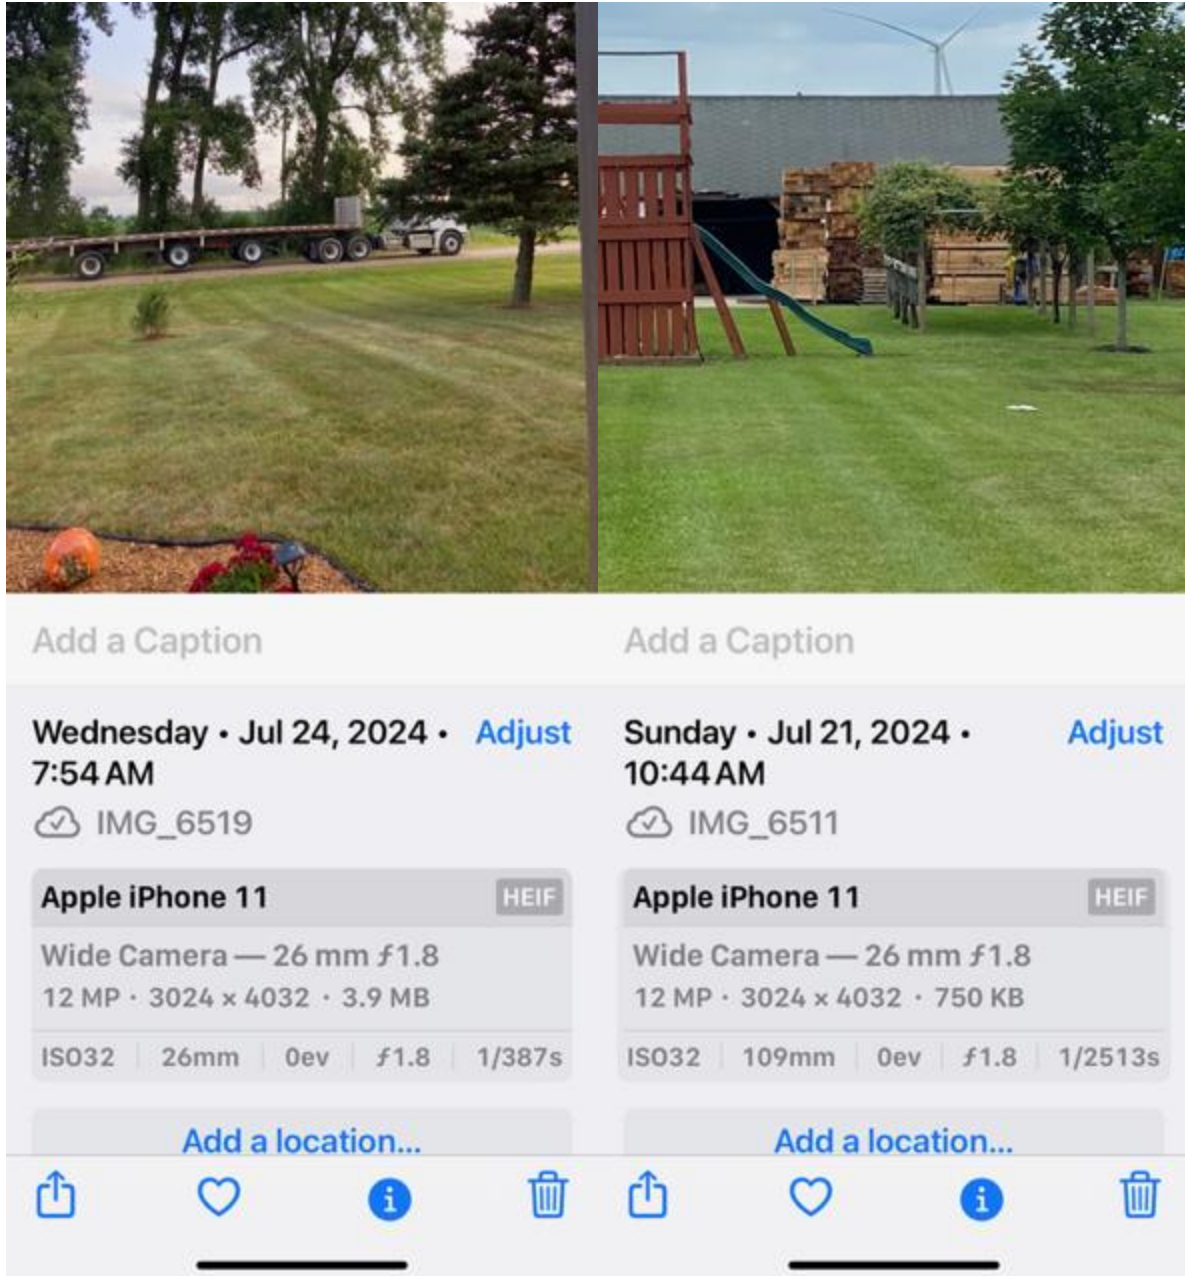 Add a Caption
Wednesday • Jul 24, 2024 •
Adjust
7:54 AM
IMG_6519
Apple iPhone 11
HEIF
Wide Camera — 26 mm ƒ1.8
12 MP · 3024 × 4032 · 3.9 MB
ISO32 26mm 0ev ƒ1.8 1/387s
Add a location...
Add a Caption
Sunday • Jul 21, 2024 •
Adjust
10:44 AM
IMG_6511
Apple iPhone 11
HEIF
Wide Camera — 26 mm ƒ1.8
12 MP · 3024 × 4032 · 750 KB
ISO32 109mm 0ev ƒ1.8 1/2513s
Add a location...